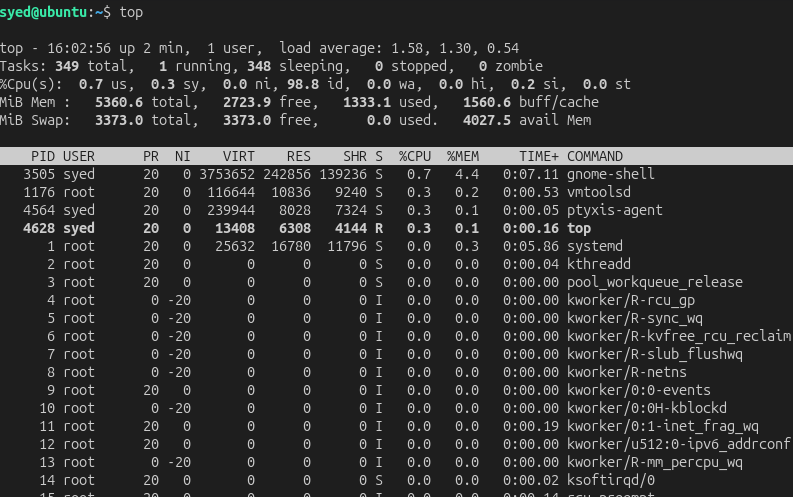 syed@ubuntu:~$ top
top - 16:02:56 up 2 min,  1 user,  load average: 1.58, 1.30, 0.54
Tasks: 349 total,   1 running, 348 sleeping,   0 stopped,   0 zombie
%Cpu(s):  0.7 us,  0.3 sy,  0.0 ni, 98.8 id,  0.0 wa,  0.0 hi,  0.2 si,  0.0 st
MiB Mem :   5360.6 total,   2723.9 free,   1333.1 used,   1560.6 buff/cache
MiB Swap:   3373.0 total,   3373.0 free,      0.0 used.   4027.5 avail Mem
PID USER      PR  NI    VIRT    RES    SHR S  %CPU  %MEM     TIME+ COMMAND
3505 syed      20   0 3753652 242856 139236 S   0.7   4.4   0:07.11 gnome-shell
1176 root      20   0  116644  10836   9240 S   0.3   0.2   0:00.53 vmtoolsd
4564 syed      20   0  239944   8028   7324 S   0.3   0.1   0:00.05 ptyxis-agent
4628 syed      20   0   13408   6308   4144 R   0.3   0.1   0:00.16 top
1 root      20   0   25632  16780  11796 S   0.0   0.3   0:05.86 systemd
2 root      20   0       0      0      0 S   0.0   0.0   0:00.04 kthreadd
3 root      20   0       0      0      0 S   0.0   0.0   0:00.00 pool_workqueue_release
4 root       0 -20       0      0      0 I   0.0   0.0   0:00.00 kworker/R-rcu_gp
5 root       0 -20       0      0      0 I   0.0   0.0   0:00.00 kworker/R-sync_wq
6 root       0 -20       0      0      0 I   0.0   0.0   0:00.00 kworker/R-kvfree_rcu_reclaim
7 root       0 -20       0      0      0 I   0.0   0.0   0:00.00 kworker/R-slub_flushwq
8 root       0 -20       0      0      0 I   0.0   0.0   0:00.00 kworker/R-netns
9 root      20   0       0      0      0 I   0.0   0.0   0:00.00 kworker/0:0-events
10 root       0 -20       0      0      0 I   0.0   0.0   0:00.00 kworker/0:0H-kblockd
11 root      20   0       0      0      0 I   0.0   0.0   0:00.19 kworker/0:1-inet_frag_wq
12 root      20   0       0      0      0 I   0.0   0.0   0:00.00 kworker/u512:0-ipv6_addrconf
13 root       0 -20       0      0      0 I   0.0   0.0   0:00.00 kworker/R-mm_percpu_wq
14 root      20   0       0      0      0 S   0.0   0.0   0:00.02 ksoftirqd/0
15 root      20   0       0      0      0 I   0.0   0.0   0:00.14 rcu_preempt